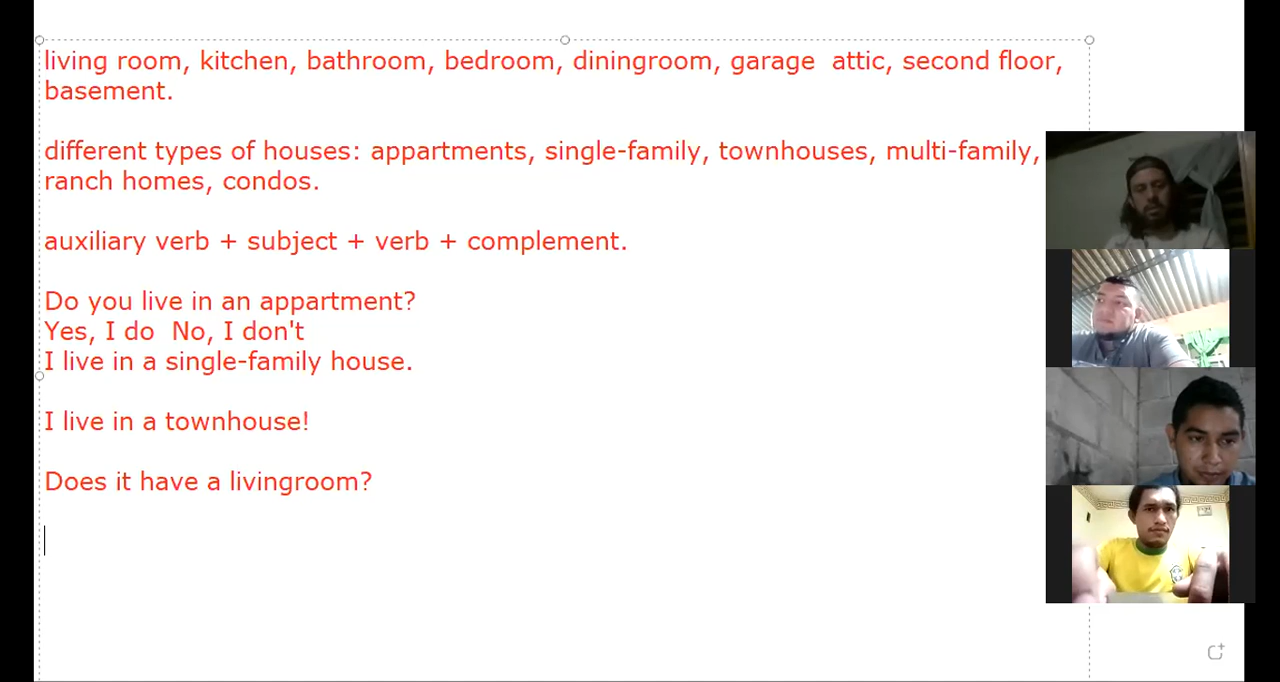 living room, kitchen, bathroom, bedroom, diningroom, garage  attic, second floor,
basement.
different types of houses: appartments, single-family, townhouses, multi-family,
ranch homes, condos.
auxiliary verb + subject + verb + complement.
Do you live in an appartment?
Yes, I do  No, I don't
I live in a single-family house.
I live in a townhouse!
Does it have a livingroom?